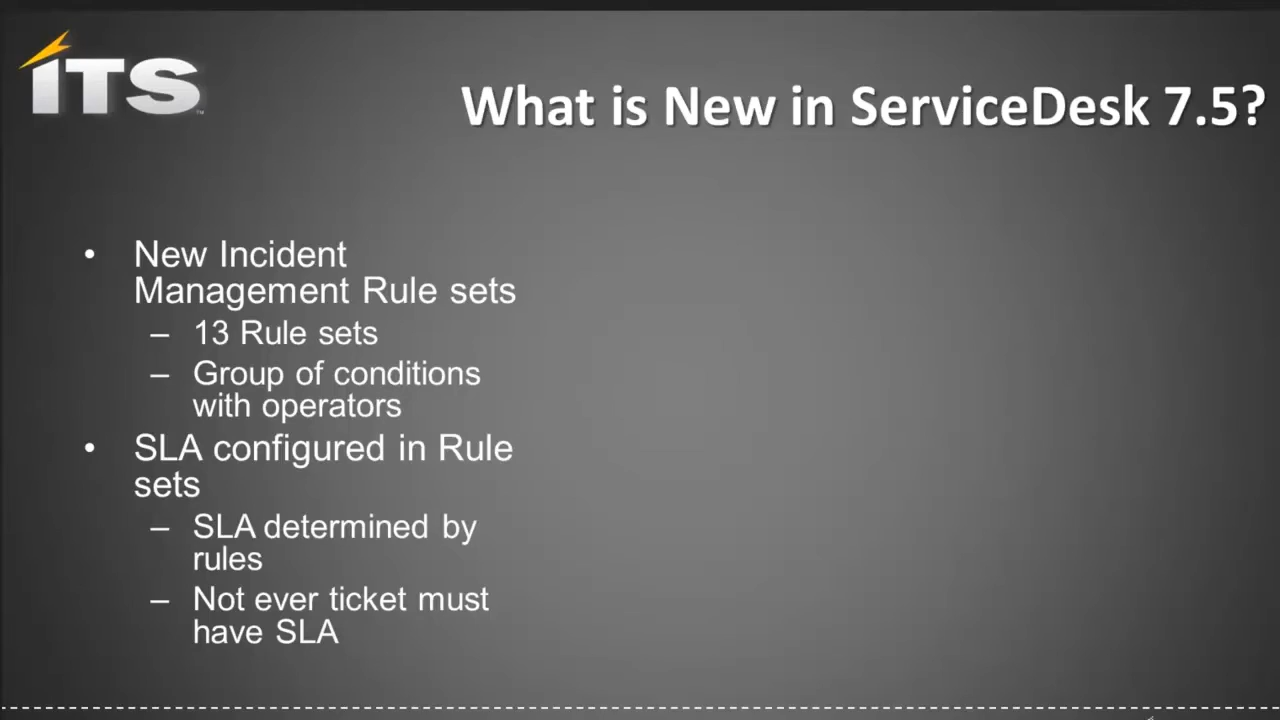 iTS
What is New in ServiceDesk 7.5?
• New Incident
Management Rule sets
– 13 Rule sets
– Group of conditions
with operators
• SLA configured in Rule
sets
– SLA determined by
rules
– Not ever ticket must
have SLA